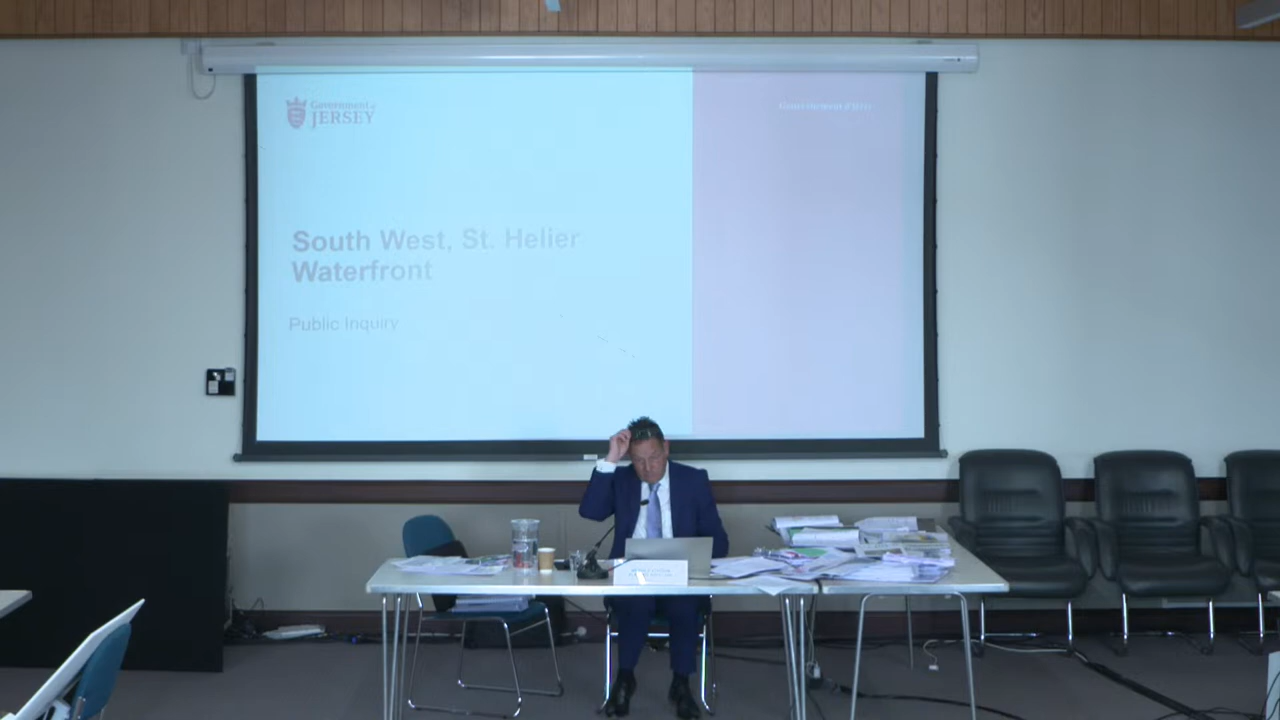 Government of
JERSEY
South West, St. Helier
Waterfront
Public Inquiry